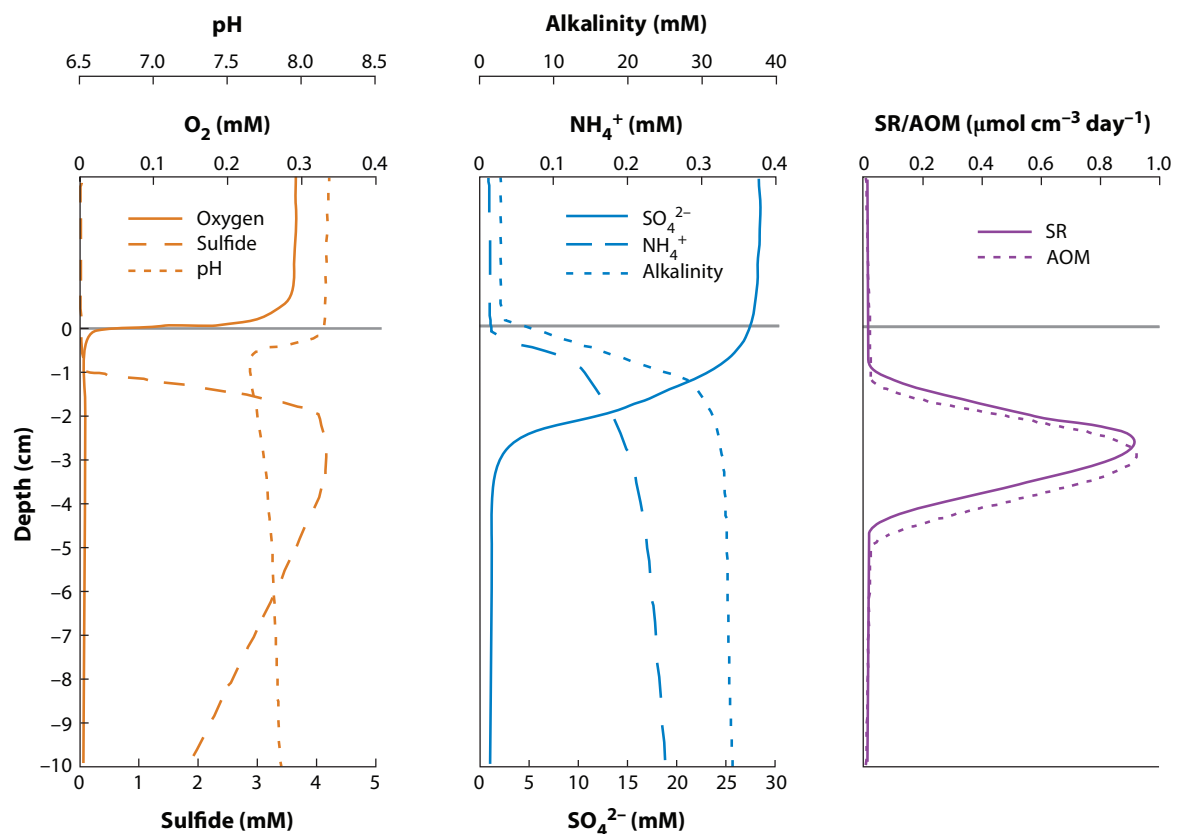 pH
6.5 7.0 7.5 8.0 8.5
O₂ (mM)
0 0.1 0.2 0.3 0.4
Oxygen
Sulfide
pH
Depth (cm)
0
–1
–2
–3
–4
–5
–6
–7
–8
–9
–10
0 1 2 3 4 5
Sulfide (mM)
Alkalinity (mM)
0 10 20 30 40
NH₄⁺ (mM)
0 0.1 0.2 0.3 0.4
SO₄²⁻
NH₄⁺
Alkalinity
0 5 10 15 20 25 30
SO₄²⁻ (mM)
SR/AOM (μmol cm⁻³ day⁻¹)
0 0.2 0.4 0.6 0.8 1.0
SR
AOM